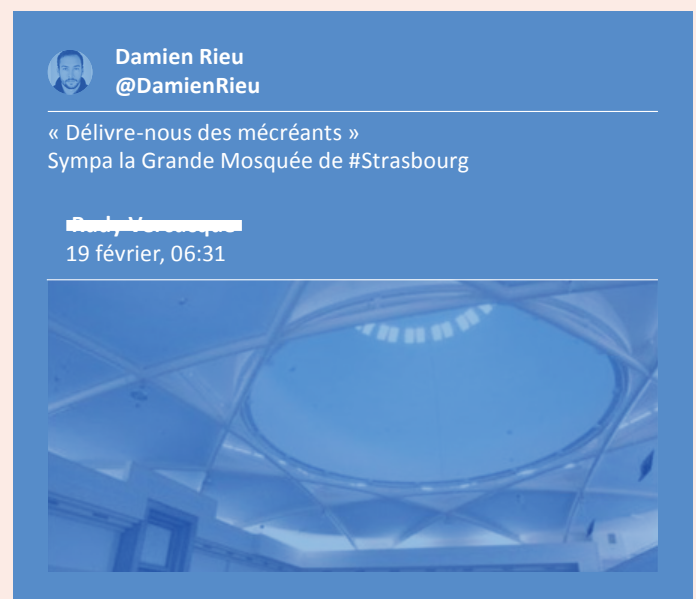 Damien Rieu
@DamienRieu
« Délivre-nous des mécréants »
Sympa la Grande Mosquée de #Strasbourg
19 février, 06:31